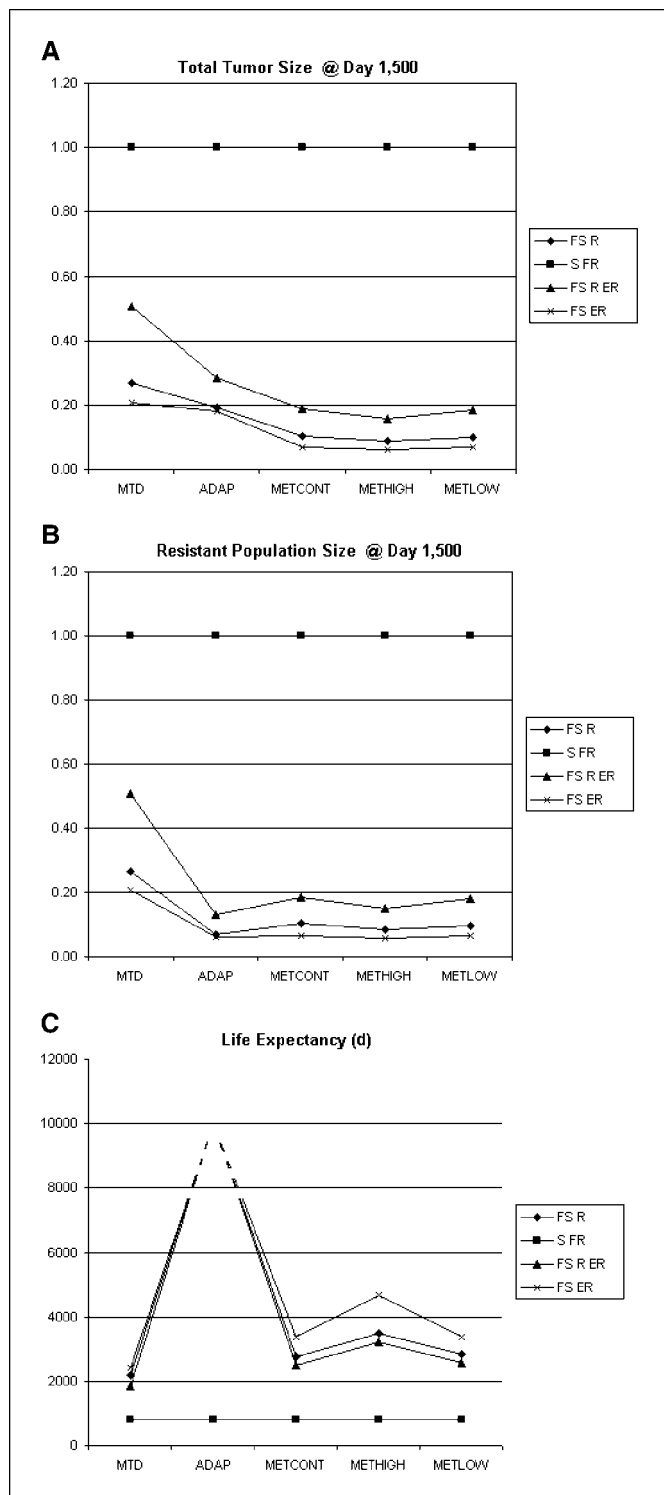 A
Total Tumor Size @ Day 1,500
1.20
1.00
0.80
0.60
0.40
0.20
0.00
MTD ADAP METCONT METHIGH METLOW
FS R
S FR
FS R ER
FS ER
B
Resistant Population Size @ Day 1,500
1.20
1.00
0.80
0.60
0.40
0.20
0.00
MTD ADAP METCONT METHIGH METLOW
FS R
S FR
FS R ER
FS ER
C
Life Expectancy (d)
12000
10000
8000
6000
4000
2000
0
MTD ADAP METCONT METHIGH METLOW
FS R
S FR
FS R ER
FS ER